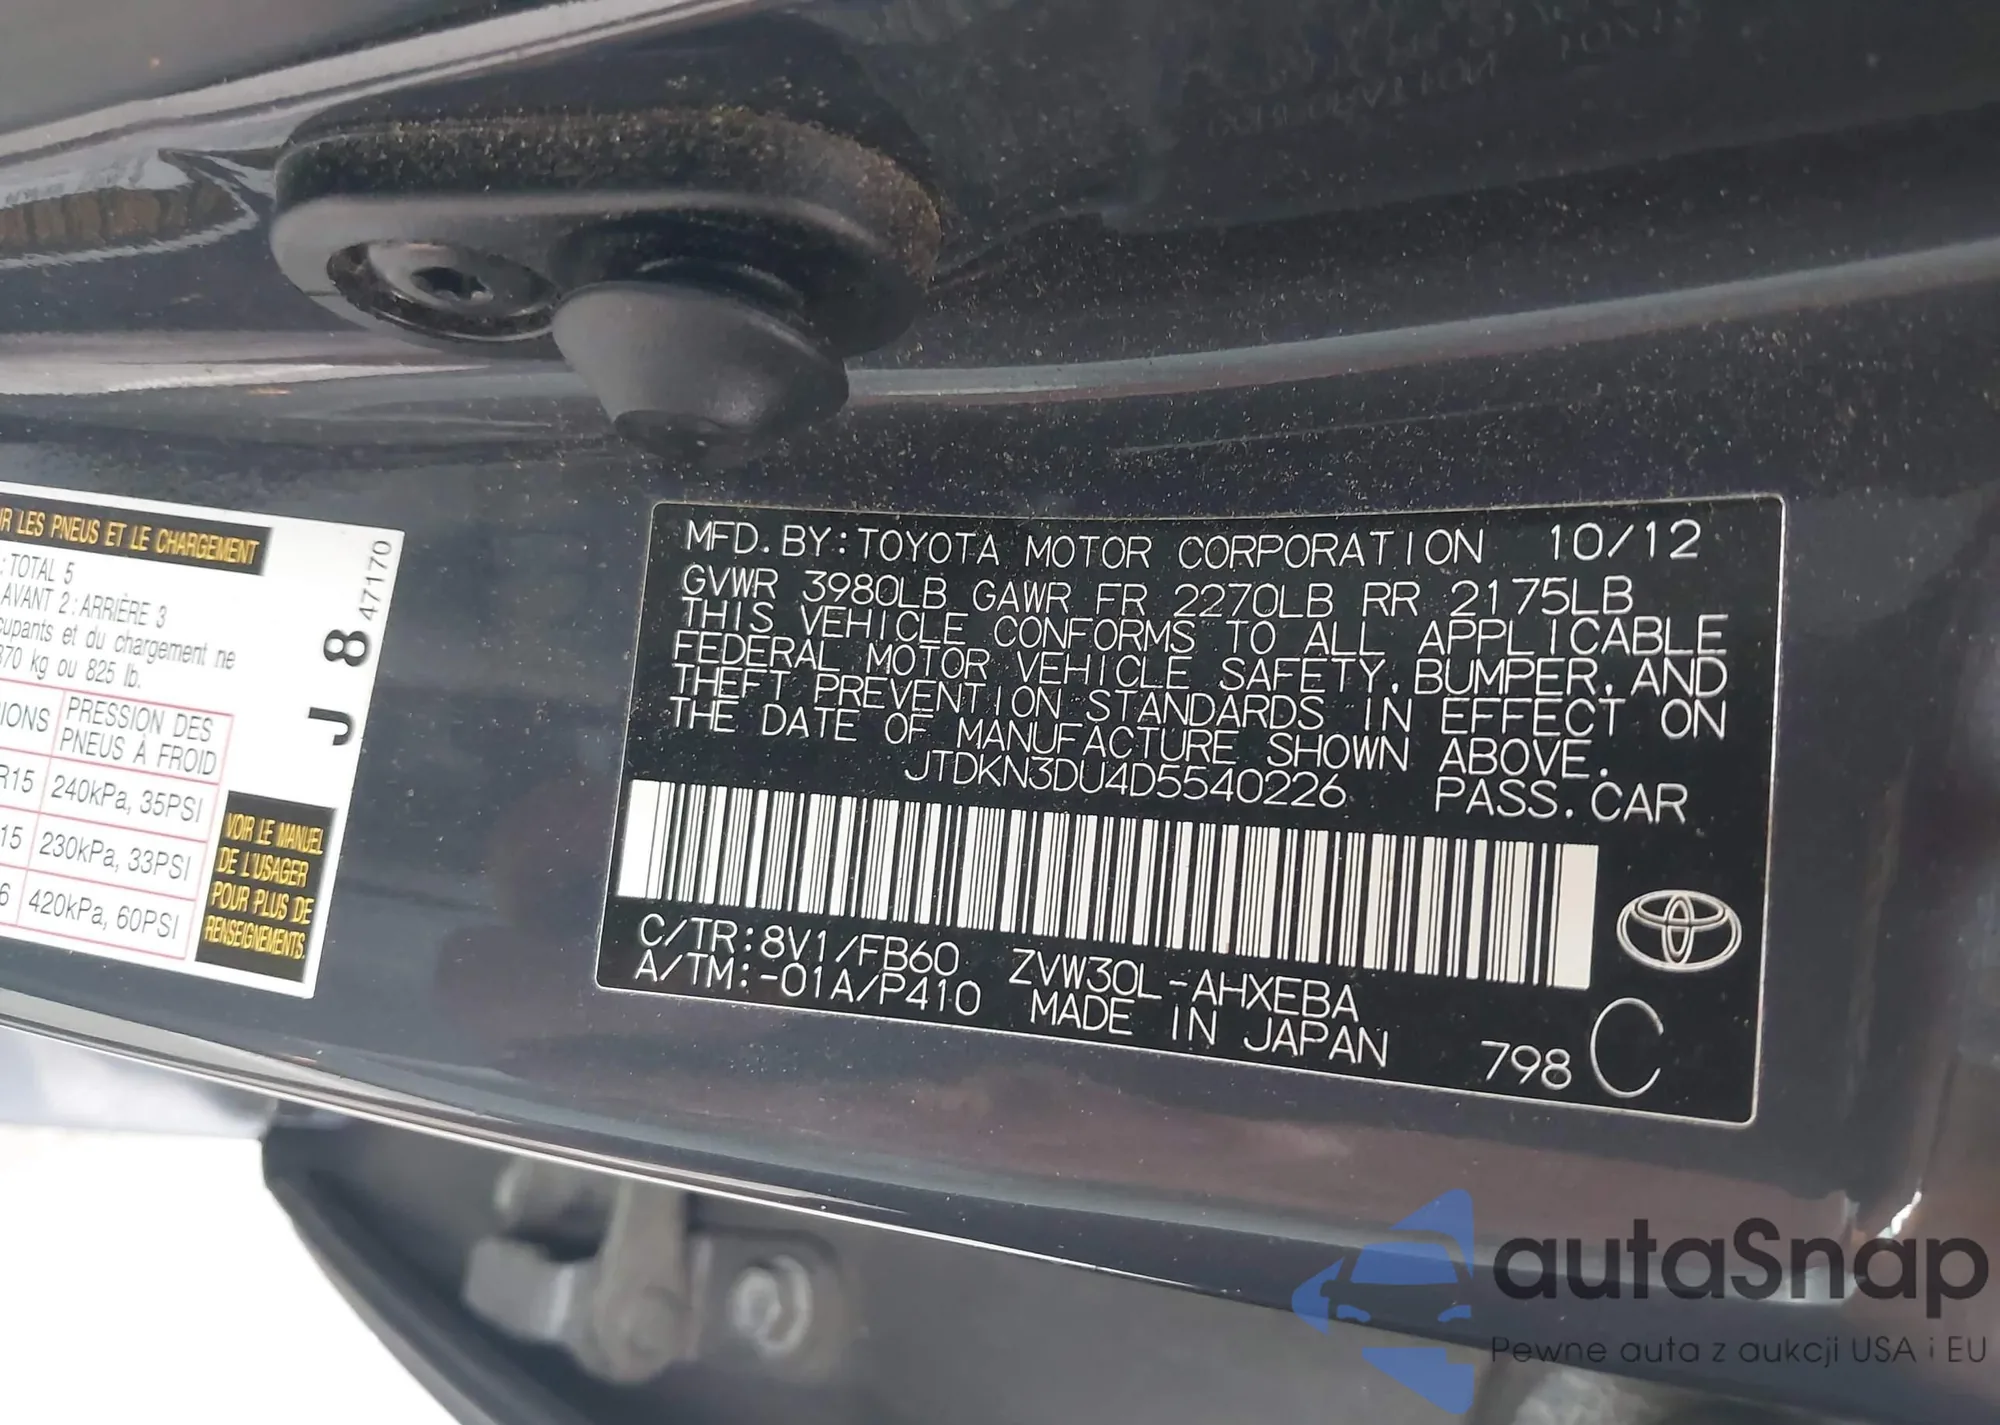 R LES PNEUS ET LE CHARGEMENT
: TOTAL 5
AVANT 2 : ARRIÈRE 3
cupants et du chargement ne
370 kg ou 825 lb.
IONS PRESSION DES
PNEUS À FROID
R15 240kPa, 35PSI
15 230kPa, 33PSI
6 420kPa, 60PSI
VOIR LE MANUEL
DE L'USAGER
POUR PLUS DE
RENSEIGNEMENTS.
J 8 47170
MFD. BY: TOYOTA MOTOR CORPORATION 10/12
GVWR 3980LB GAWR FR 2270LB RR 2175LB
THIS VEHICLE CONFORMS TO ALL APPLICABLE
FEDERAL MOTOR VEHICLE SAFETY, BUMPER, AND
THEFT PREVENTION STANDARDS IN EFFECT ON
THE DATE OF MANUFACTURE SHOWN ABOVE.
JTDKN3DU4D5540226 PASS. CAR
C/TR: 8V1/FB60 ZVW30L-AHXEBA
A/TM: -01A/P410 MADE IN JAPAN
798 C
autaSnap
Pewne auta z aukcji USA i EU